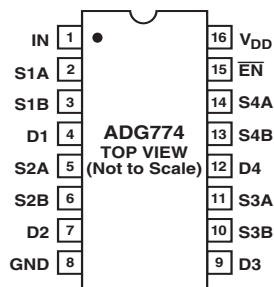 IN 1 16 VDD
S1A 2 15 EN
S1B 3 14 S4A
D1 4 13 S4B
S2A 5 12 D4
S2B 6 11 S3A
D2 7 10 S3B
GND 8 9 D3
ADG774
TOP VIEW
(Not to Scale)